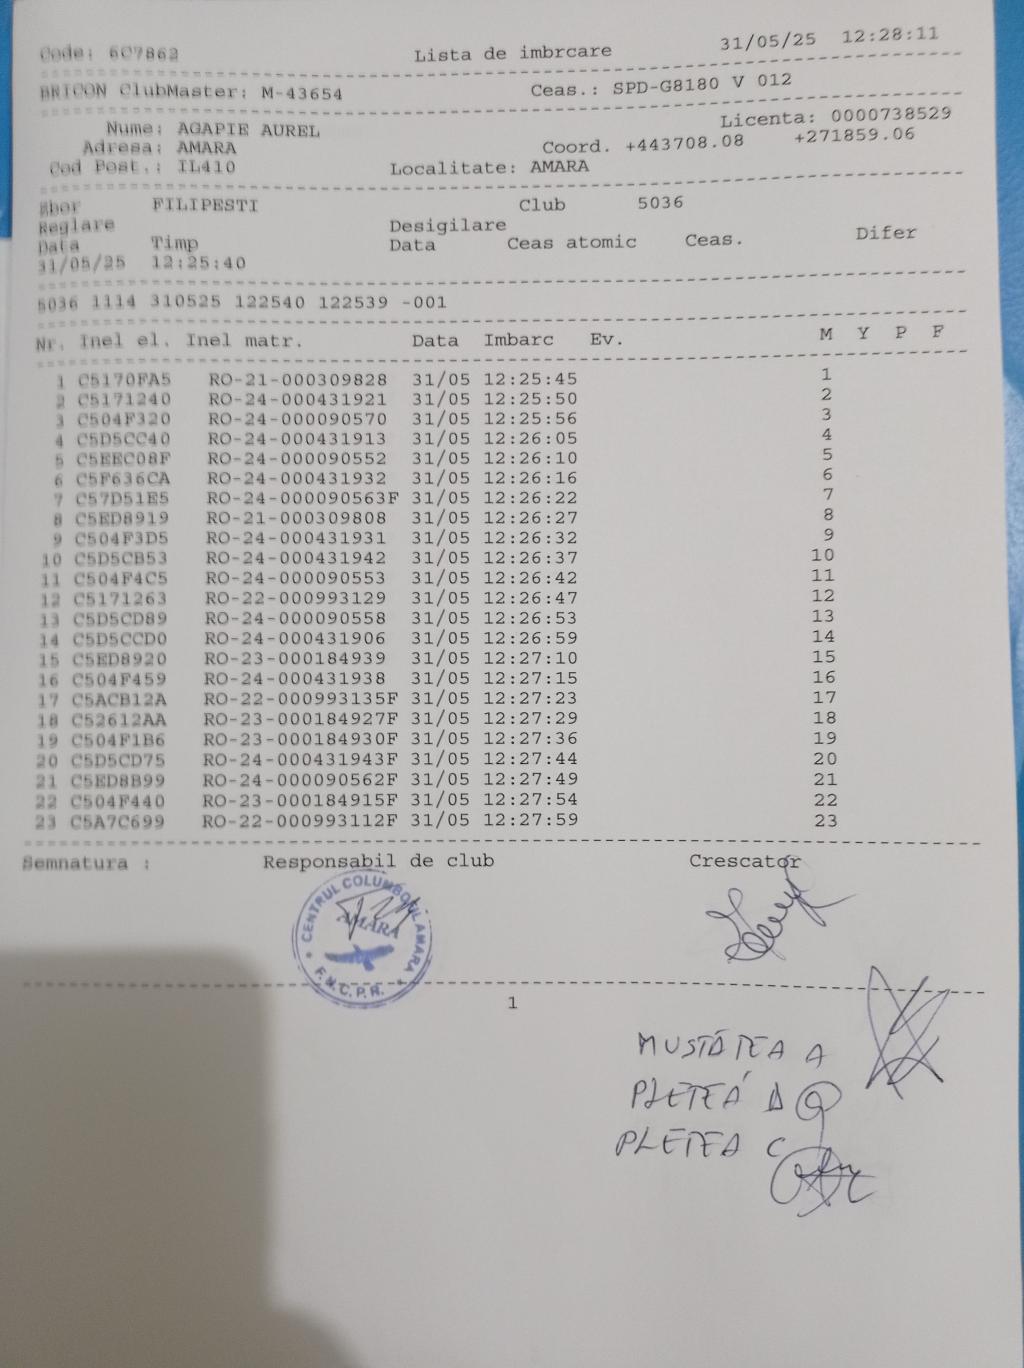 Code: 6C7862 Lista de imbrcare 31/05/25 12:28:11
BRICON ClubMaster: M-43654 Ceas.: SPD-G8180 V 012
Licenta: 0000738529
Nume: AGAPIE AUREL
Adresa: AMARA Coord. +443708.08 +271859.06
Cod Post.: IL410 Localitate: AMARA
Zbor FILIPESTI Club 5036
Reglare Desigilare
Data Timp Data Ceas atomic Ceas. Difer
31/05/25 12:25:40
5036 1114 310525 122540 122539 -001
Nr. Inel el. Inel matr. Data Imbarc Ev. M Y P F
1 C5170FA5 RO-21-000309828 31/05 12:25:45 1
2 C5171240 RO-24-000431921 31/05 12:25:50 2
3 C504F320 RO-24-000090570 31/05 12:25:56 3
4 C5D5CC40 RO-24-000431913 31/05 12:26:05 4
5 C5EEC08F RO-24-000090552 31/05 12:26:10 5
6 C5F636CA RO-24-000431932 31/05 12:26:16 6
7 C57D51E5 RO-24-000090563F 31/05 12:26:22 7
8 C5ED8919 RO-21-000309808 31/05 12:26:27 8
9 C504F3D5 RO-24-000431931 31/05 12:26:32 9
10 C5D5CB53 RO-24-000431942 31/05 12:26:37 10
11 C504F4C5 RO-24-000090553 31/05 12:26:42 11
12 C5171263 RO-22-000993129 31/05 12:26:47 12
13 C5D5CD89 RO-24-000090558 31/05 12:26:53 13
14 C5D5CCD0 RO-24-000431906 31/05 12:26:59 14
15 C5ED8920 RO-23-000184939 31/05 12:27:10 15
16 C504F459 RO-24-000431938 31/05 12:27:15 16
17 C5ACB12A RO-22-000993135F 31/05 12:27:23 17
18 C52612AA RO-23-000184927F 31/05 12:27:29 18
19 C504F1B6 RO-23-000184930F 31/05 12:27:36 19
20 C5D5CD75 RO-24-000431943F 31/05 12:27:44 20
21 C5ED8B99 RO-24-000090562F 31/05 12:27:49 21
22 C504F440 RO-23-000184915F 31/05 12:27:54 22
23 C5A7C699 RO-22-000993112F 31/05 12:27:59 23
Semnatura : Responsabil de club Crescator
CENTRUL COLUMBOFIL AMARA
AMARA
F.N.C.P.R.
1
MUSTĂTEA A
PLETEA D
PLETEA C